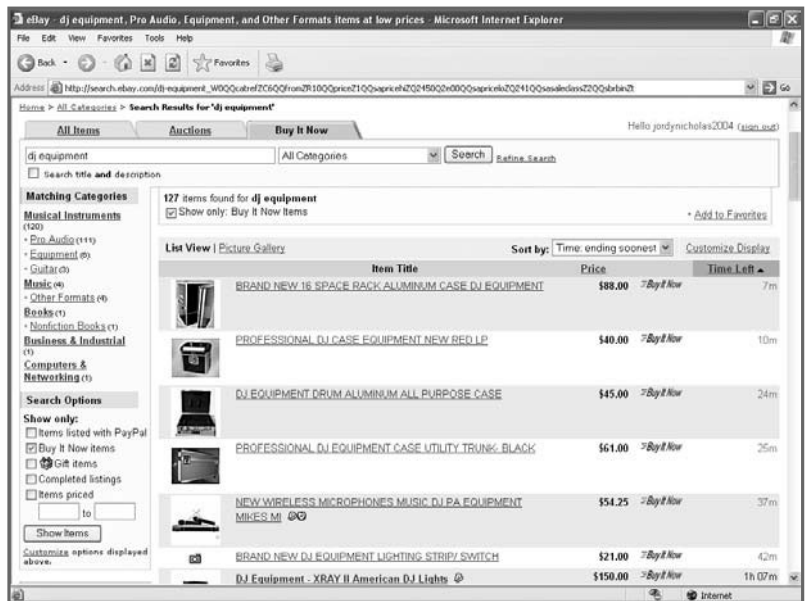 eBay - dj equipment, Pro Audio, Equipment, and Other Formats items at low prices - Microsoft Internet Explorer
File Edit View Favorites Tools Help
Back Favorites
Address http://search.ebay.com/dj-equipment_W0QQcatrefZC6QQfromZR10QQpriceZ1QQsapricehiZQ2450Q2e00QQsapriceloZQ241QQsasaleclassZ2QQsbrbinZt Go
Home > All Categories > Search Results for 'dj equipment'
All Items Auctions Buy It Now Hello jordynicholas2004 (sign out)
dj equipment All Categories Search Refine Search
Search title and description
Matching Categories
Musical Instruments
(120)
· Pro Audio (111)
· Equipment (6)
· Guitar (3)
Music (4)
· Other Formats (4)
Books (1)
· Nonfiction Books (1)
Business & Industrial
(1)
Computers &
Networking (1)
Search Options
Show only:
Items listed with PayPal
Buy It Now items
Gift items
Completed listings
Items priced
to
Show Items
Customize options displayed
above.
127 items found for dj equipment
Show only: Buy It Now Items
· Add to Favorites
List View | Picture Gallery Sort by: Time: ending soonest Customize Display
Item Title Price Time Left
BRAND NEW 16 SPACE RACK ALUMINUM CASE DJ EQUIPMENT $88.00 Buy It Now 7m
PROFESSIONAL DJ CASE EQUIPMENT NEW RED LP $40.00 Buy It Now 10m
DJ EQUIPMENT DRUM ALUMINUM ALL PURPOSE CASE $45.00 Buy It Now 24m
PROFESSIONAL DJ EQUIPMENT CASE UTILITY TRUNK- BLACK $61.00 Buy It Now 25m
NEW WIRELESS MICROPHONES MUSIC DJ PA EQUIPMENT $54.25 Buy It Now 37m
MIKES MI
BRAND NEW DJ EQUIPMENT LIGHTING STRIP/ SWITCH $21.00 Buy It Now 42m
DJ Equipment - XRAY II American DJ Lights $150.00 Buy It Now 1h 07m
Internet